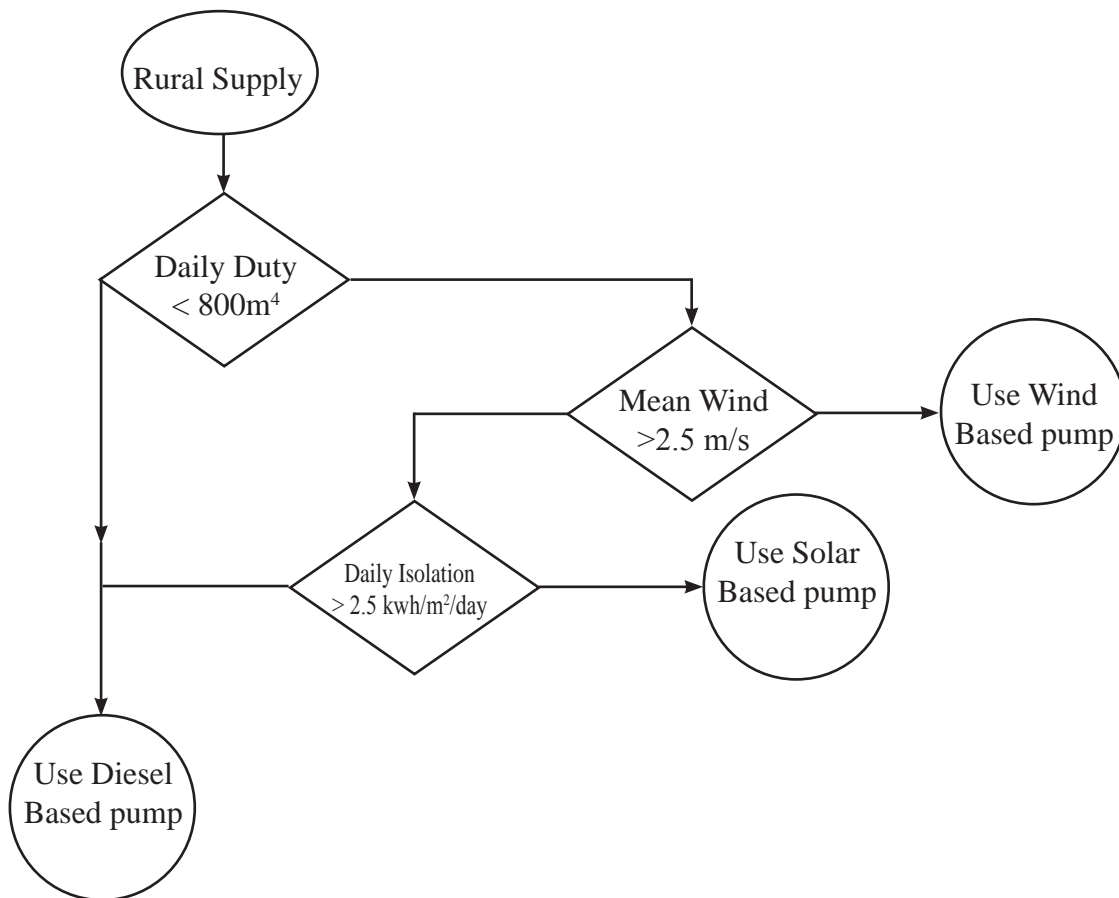 Rural Supply
Daily Duty
< 800m⁴
Mean Wind
>2.5 m/s
Use Wind
Based pump
Daily Isolation
> 2.5 kwh/m²/day
Use Solar
Based pump
Use Diesel
Based pump